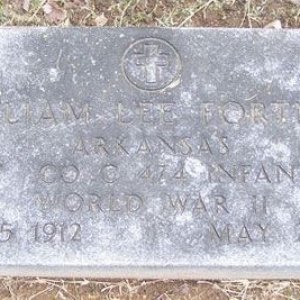 LIAM LEE FORT
ARKANSAS
CO C 474 INFAN
WORLD WAR II
5 1912 MAY